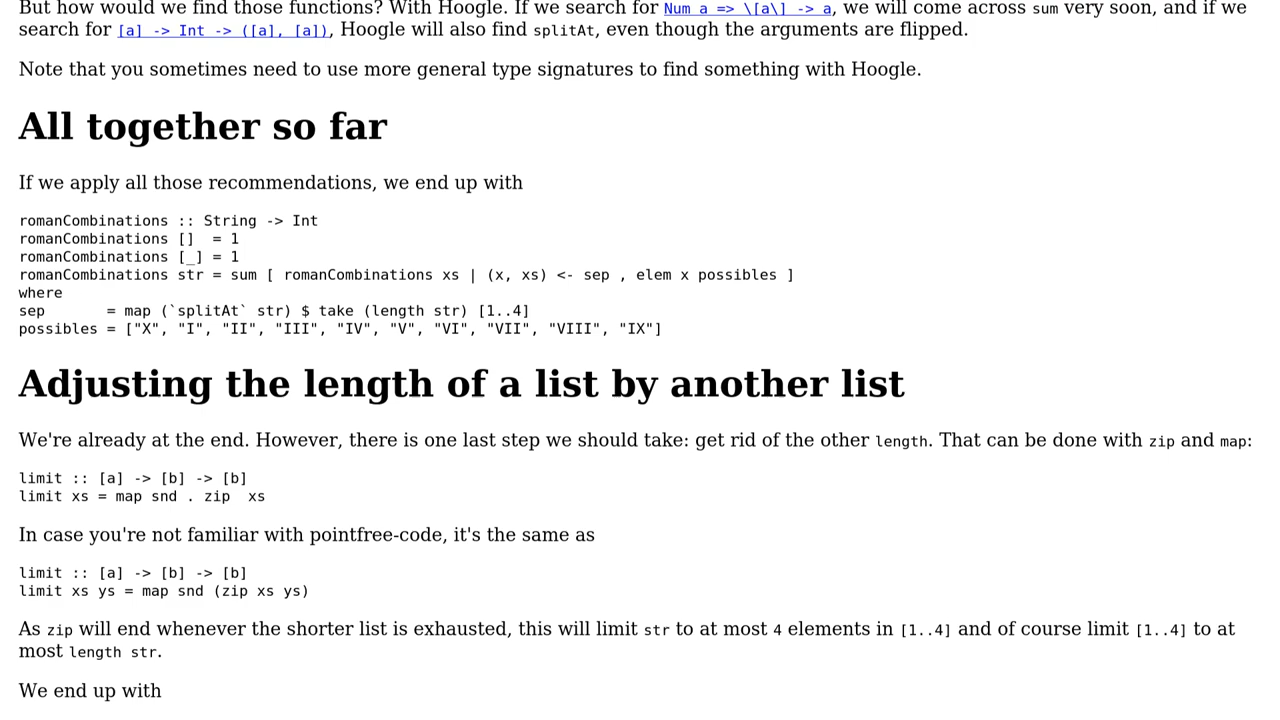 But how would we find those functions? With Hoogle. If we search for Num a => \[a\] -> a, we will come across sum very soon, and if we
search for [a] -> Int -> ([a], [a]), Hoogle will also find splitAt, even though the arguments are flipped.
Note that you sometimes need to use more general type signatures to find something with Hoogle.
All together so far
If we apply all those recommendations, we end up with
romanCombinations :: String -> Int
romanCombinations []  = 1
romanCombinations [_] = 1
romanCombinations str = sum [ romanCombinations xs | (x, xs) <- sep , elem x possibles ]
where
sep       = map (`splitAt` str) $ take (length str) [1..4]
possibles = ["X", "I", "II", "III", "IV", "V", "VI", "VII", "VIII", "IX"]
Adjusting the length of a list by another list
We're already at the end. However, there is one last step we should take: get rid of the other length. That can be done with zip and map:
limit :: [a] -> [b] -> [b]
limit xs = map snd . zip  xs
In case you're not familiar with pointfree-code, it's the same as
limit :: [a] -> [b] -> [b]
limit xs ys = map snd (zip xs ys)
As zip will end whenever the shorter list is exhausted, this will limit str to at most 4 elements in [1..4] and of course limit [1..4] to at
most length str.
We end up with